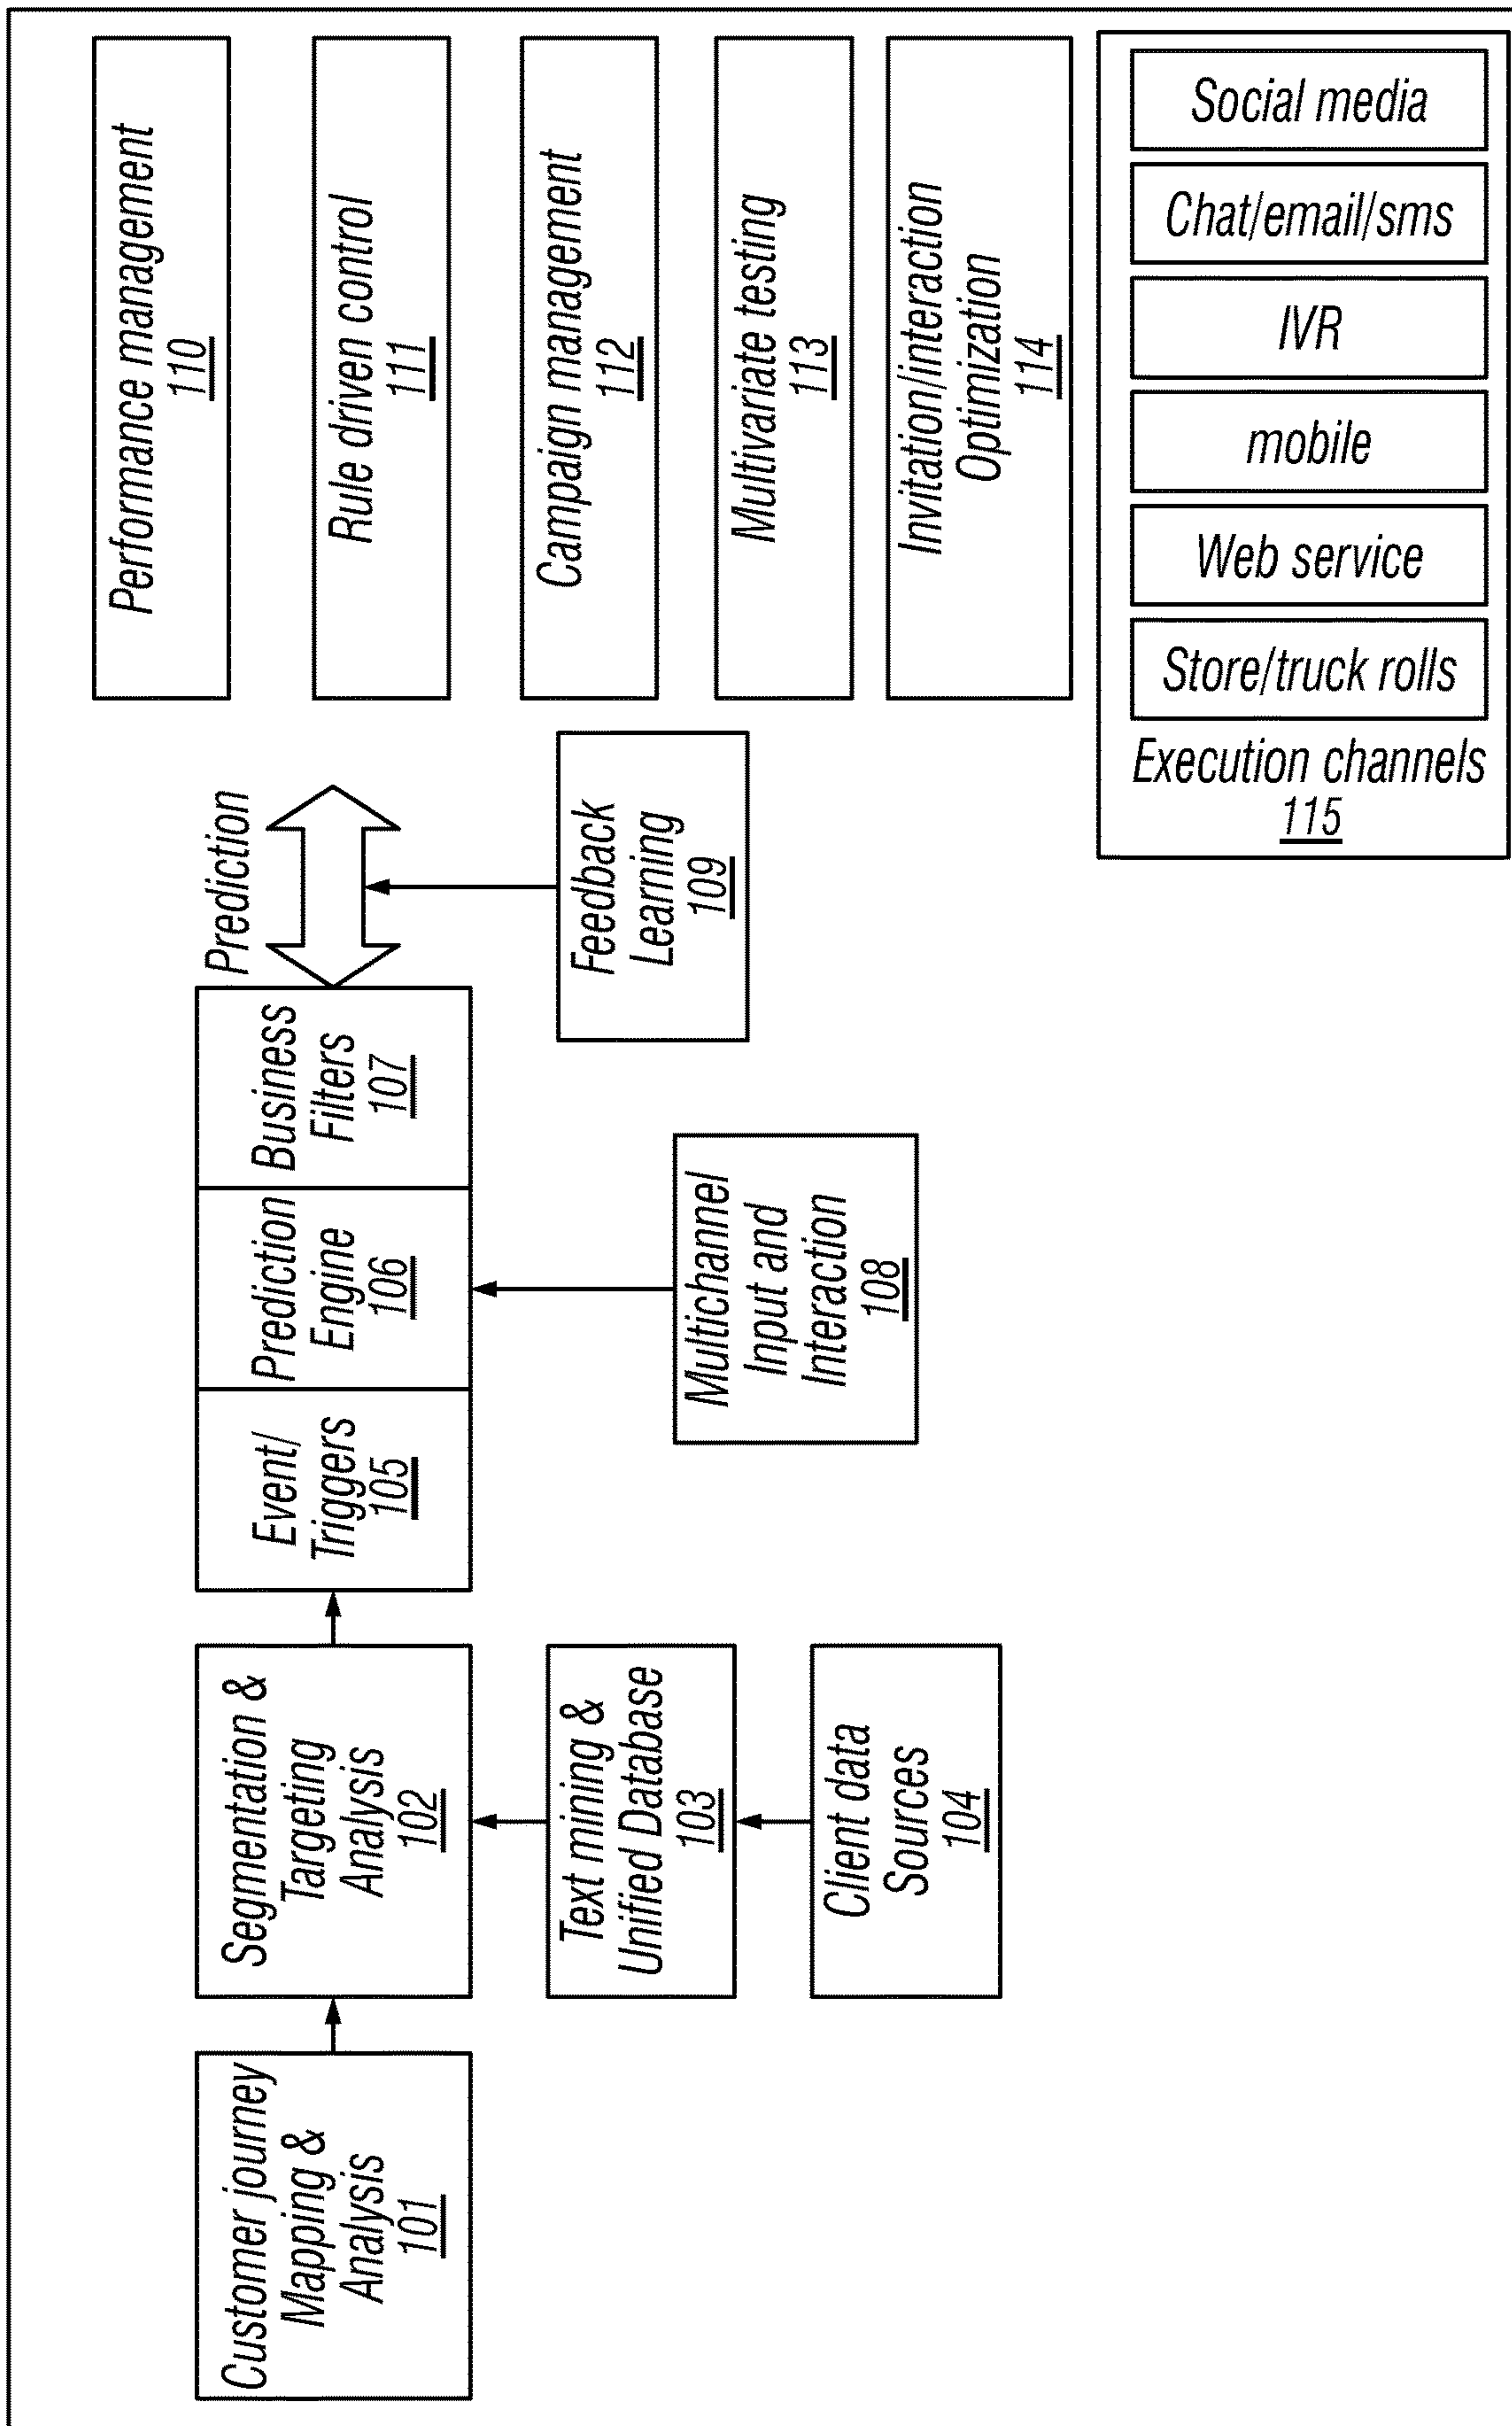 Customer journey
Mapping &
Analysis
101
Segmentation &
Targeting
Analysis
102
Text mining &
Unified Database
103
Client data
Sources
104
Event/
Triggers
105
Prediction
Engine
106
Business
Filters
107
Multichannel
Input and
Interaction
108
Prediction
Feedback
Learning
109
Performance management
110
Rule driven control
111
Campaign management
112
Multivariate testing
113
Invitation/interaction
Optimization
114
Execution channels
115
Store/truck rolls
Web service
mobile
IVR
Chat/email/sms
Social media